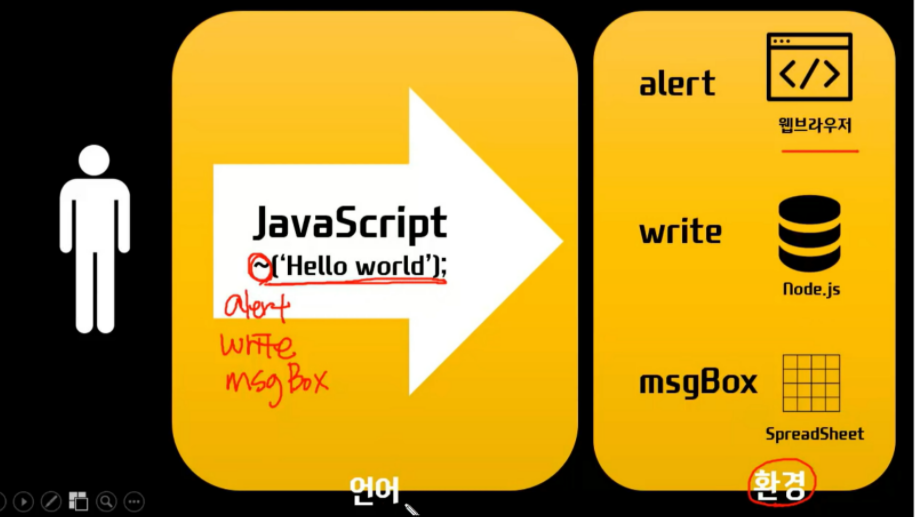 JavaScript
~('Hello world');
alert
write
msgBox
언어
alert
웹브라우저
write
Node.js
msgBox
SpreadSheet
환경